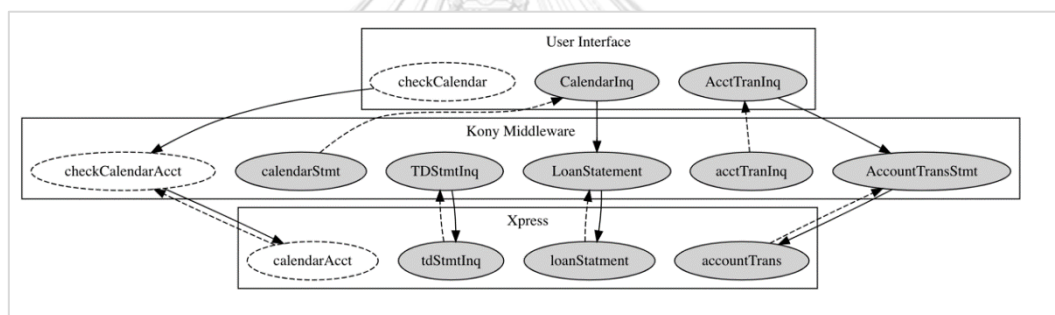 User Interface
checkCalendar CalendarInq AcctTranInq
Kony Middleware
checkCalendarAcct calendarStmt TDStmtInq LoanStatement acctTranInq AccountTransStmt
Xpress
calendarAcct tdStmtInq loanStatment accountTrans